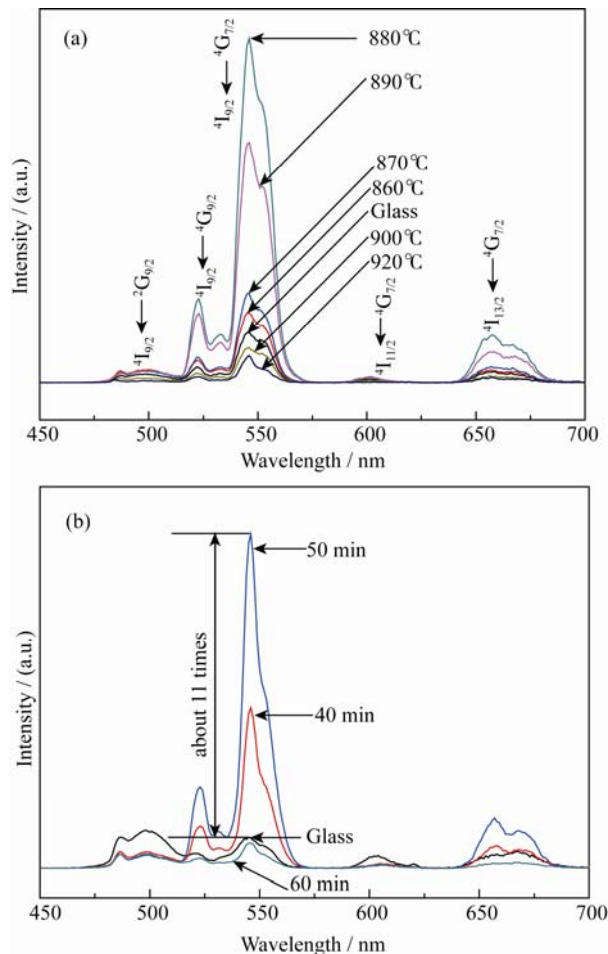 (a)
⁴G₇/₂
⁴I₉/₂
880℃
890℃
870℃
860℃
Glass
900℃
920℃
²G₉/₂
⁴I₉/₂
⁴G₉/₂
⁴I₉/₂
⁴G₇/₂
⁴I₁₁/₂
⁴G₇/₂
⁴I₁₃/₂
Intensity / (a.u.)
450 500 550 600 650 700
Wavelength / nm
(b)
50 min
about 11 times
40 min
Glass
60 min
Intensity / (a.u.)
450 500 550 600 650 700
Wavelength / nm